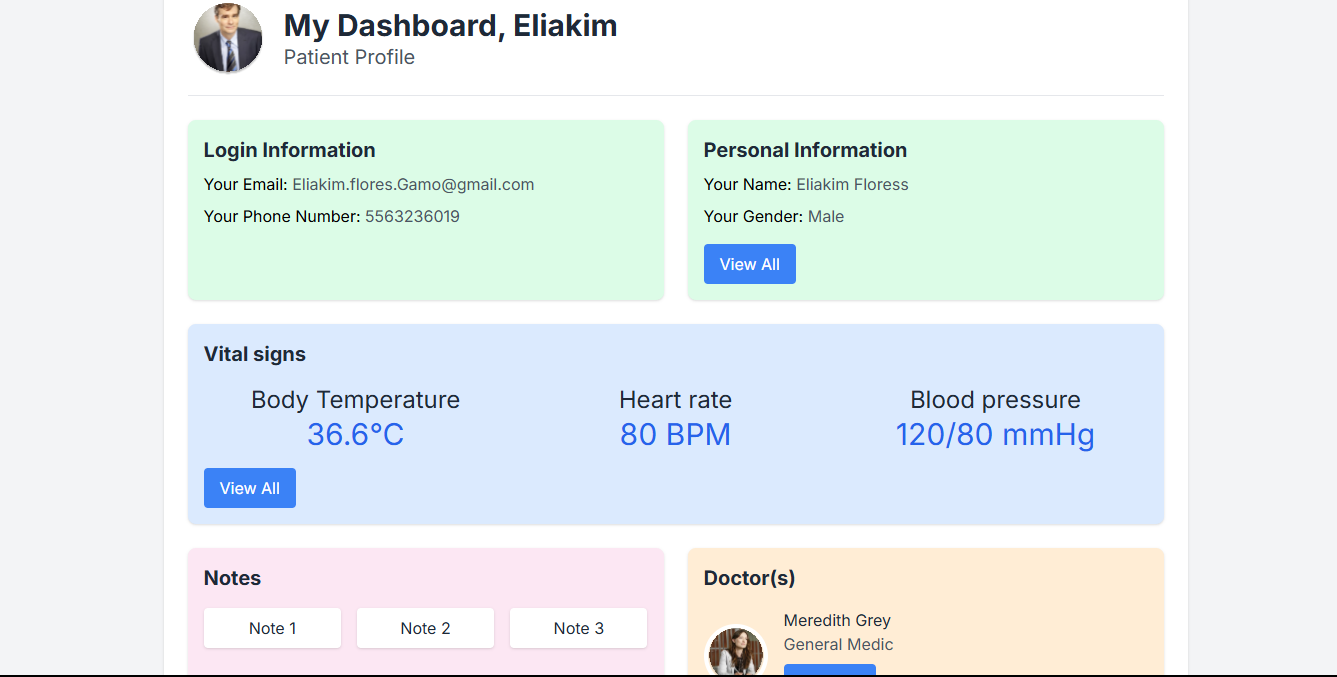 My Dashboard, Eliakim
Patient Profile
Login Information
Your Email: Eliakim.flores.Gamo@gmail.com
Your Phone Number: 5563236019
Personal Information
Your Name: Eliakim Floress
Your Gender: Male
View All
Vital signs
Body Temperature
36.6°C
Heart rate
80 BPM
Blood pressure
120/80 mmHg
View All
Notes
Note 1
Note 2
Note 3
Doctor(s)
Meredith Grey
General Medic